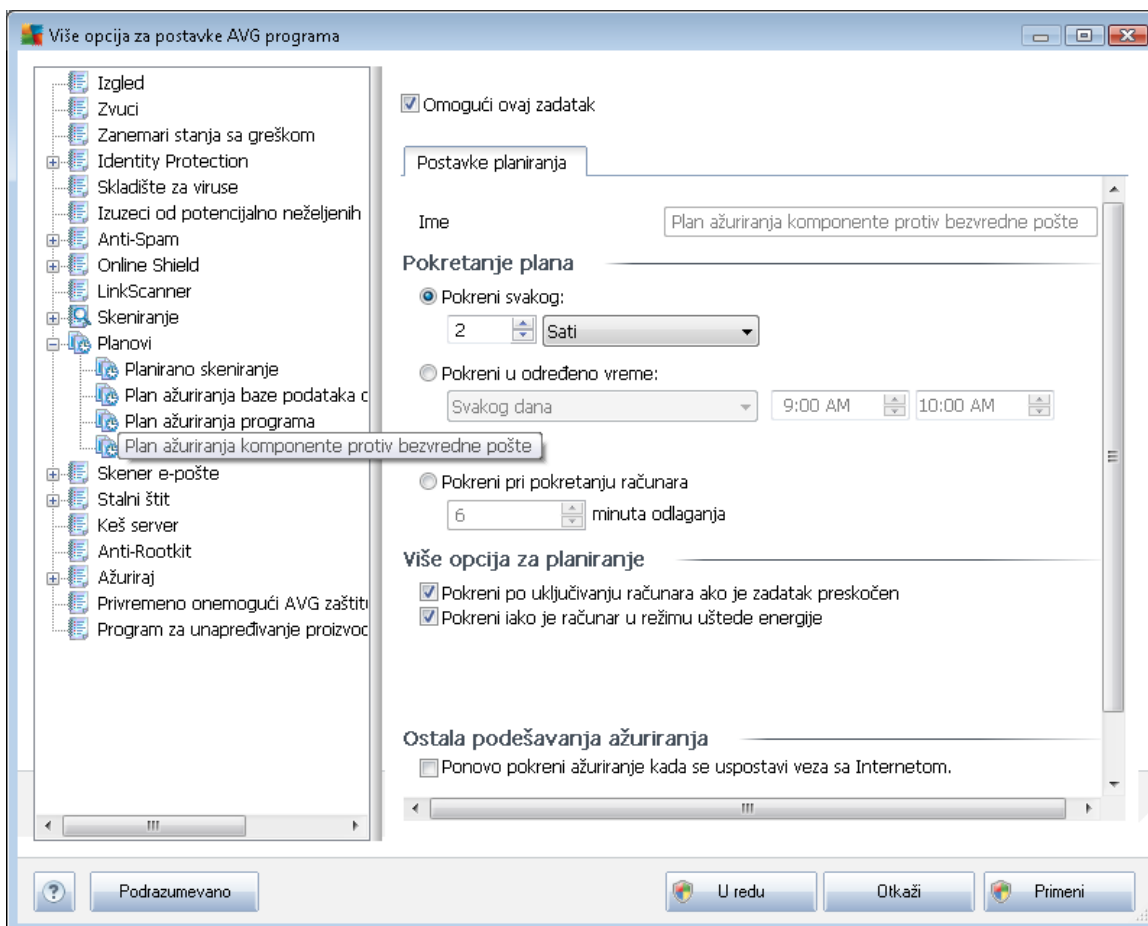 Više opcija za postavke AVG programa
Izgled
Zvuci
Zanemari stanja sa greškom
Identity Protection
Skladište za viruse
Izuzeci od potencijalno neželjenih
Anti-Spam
Online Shield
LinkScanner
Skeniranje
Planovi
Planirano skeniranje
Plan ažuriranja baze podataka c
Plan ažuriranja programa
Plan ažuriranja komponente protiv bezvredne pošte
Skener e-pošte
Stalni štit
Keš server
Anti-Rootkit
Ažuriraj
Privremeno onemogući AVG zaštitu
Program za unapređivanje proizvoc
Omogući ovaj zadatak
Postavke planiranja
Ime
Plan ažuriranja komponente protiv bezvredne pošte
Pokretanje plana
Pokreni svakog:
2 Sati
Pokreni u određeno vreme:
Svakog dana 9:00 AM 10:00 AM
Pokreni pri pokretanju računara
6 minuta odlaganja
Više opcija za planiranje
Pokreni po uključivanju računara ako je zadatak preskočen
Pokreni iako je računar u režimu uštede energije
Ostala podešavanja ažuriranja
Ponovo pokreni ažuriranje kada se uspostavi veza sa Internetom.
? Podrazumevano U redu Otkaži Primeni